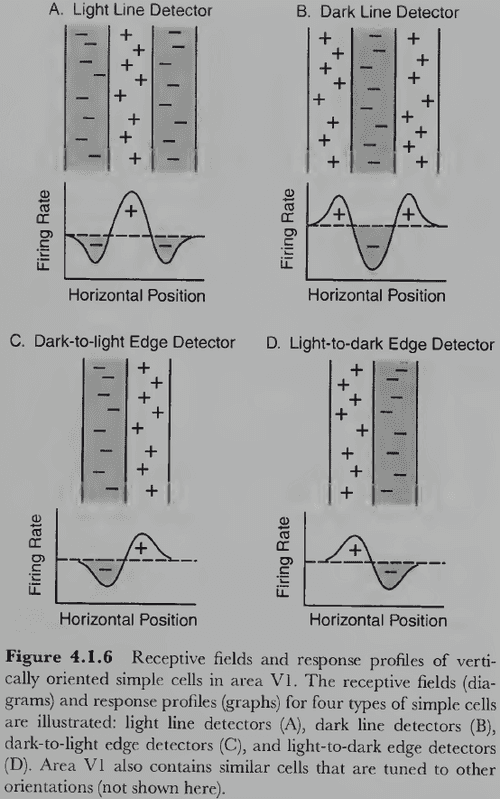 A. Light Line Detector
B. Dark Line Detector
Firing Rate
Horizontal Position
Firing Rate
Horizontal Position
C. Dark-to-light Edge Detector
D. Light-to-dark Edge Detector
Firing Rate
Horizontal Position
Firing Rate
Horizontal Position
Figure 4.1.6 Receptive fields and response profiles of verti-
cally oriented simple cells in area V1. The receptive fields (dia-
grams) and response profiles (graphs) for four types of simple cells
are illustrated: light line detectors (A), dark line detectors (B),
dark-to-light edge detectors (C), and light-to-dark edge detectors
(D). Area V1 also contains similar cells that are tuned to other
orientations (not shown here).